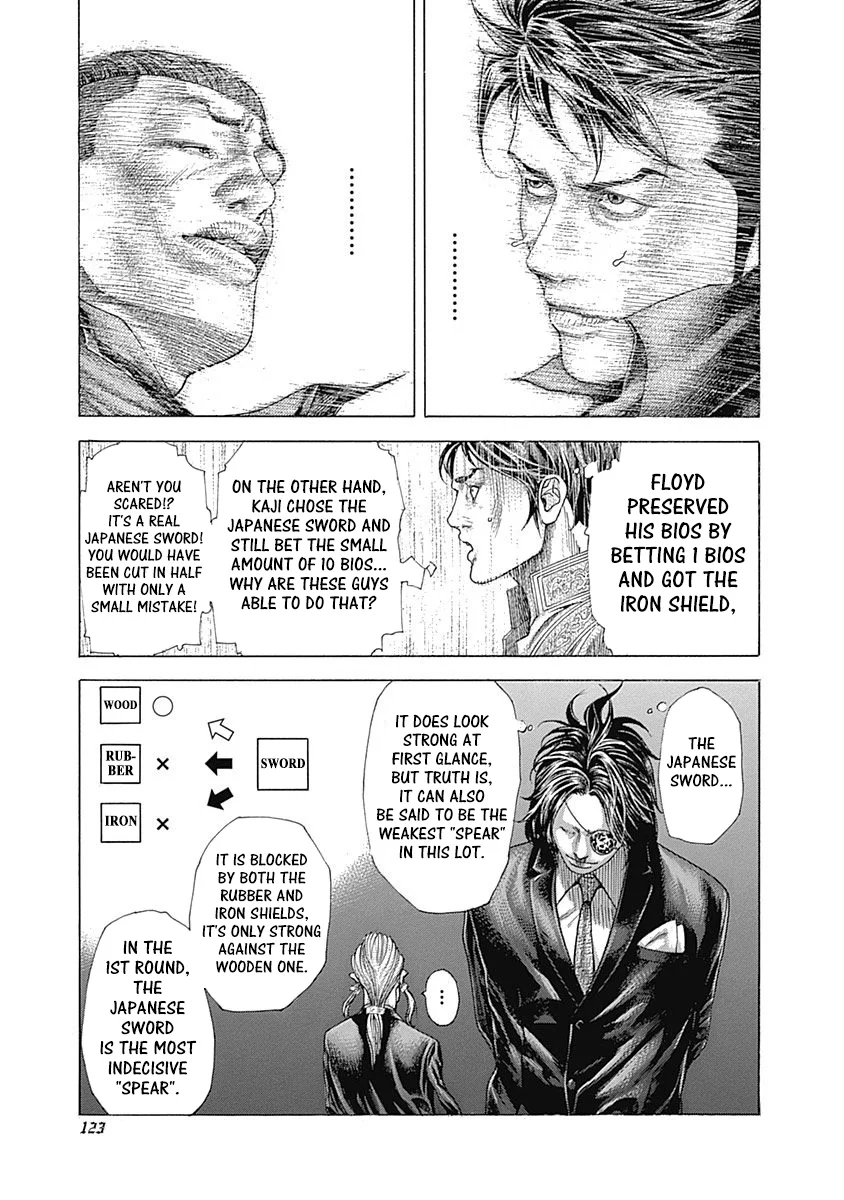 FLOYD
PRESERVED
HIS BIOS BY
BETTING 1 BIOS
AND GOT THE
IRON SHIELD,
ON THE OTHER HAND,
KAJI CHOSE THE
JAPANESE SWORD AND
STILL BET THE SMALL
AMOUNT OF 10 BIOS...
WHY ARE THESE GUYS
ABLE TO DO THAT?
AREN'T YOU
SCARED!?
IT'S A REAL
JAPANESE SWORD!
YOU WOULD HAVE
BEEN CUT IN HALF
WITH ONLY A
SMALL MISTAKE!
THE
JAPANESE
SWORD...
IT DOES LOOK
STRONG AT
FIRST GLANCE,
BUT TRUTH IS,
IT CAN ALSO
BE SAID TO BE THE
WEAKEST "SPEAR"
IN THIS LOT.
WOOD
RUB-
BER
IRON
SWORD
IT IS BLOCKED
BY BOTH THE
RUBBER AND
IRON SHIELDS,
IT'S ONLY STRONG
AGAINST THE
WOODEN ONE.
...
IN THE
1ST ROUND,
THE
JAPANESE
SWORD
IS THE MOST
INDECISIVE
"SPEAR".
123